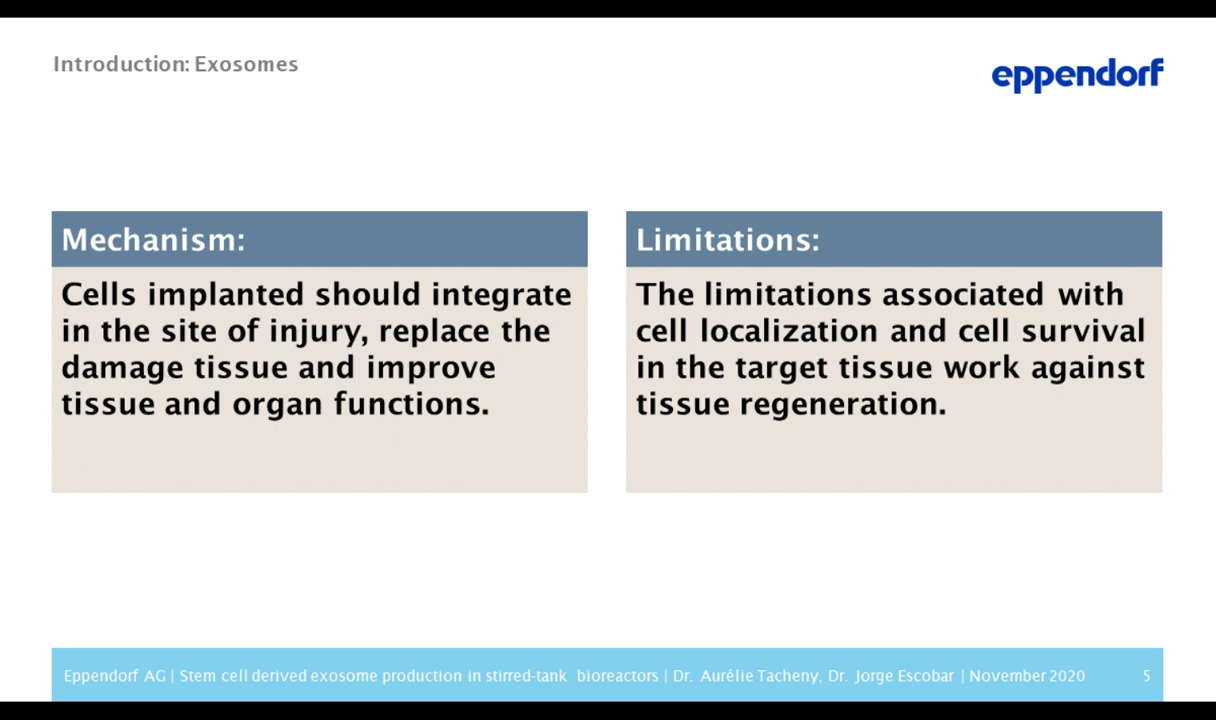 Introduction: Exosomes
eppendorf
Mechanism:
Cells implanted should integrate
in the site of injury, replace the
damage tissue and improve
tissue and organ functions.
Limitations:
The limitations associated with
cell localization and cell survival
in the target tissue work against
tissue regeneration.
Eppendorf AG | Stem cell derived exosome production in stirred-tank bioreactors | Dr. Aurélie Tacheny, Dr. Jorge Escobar | November 2020 5